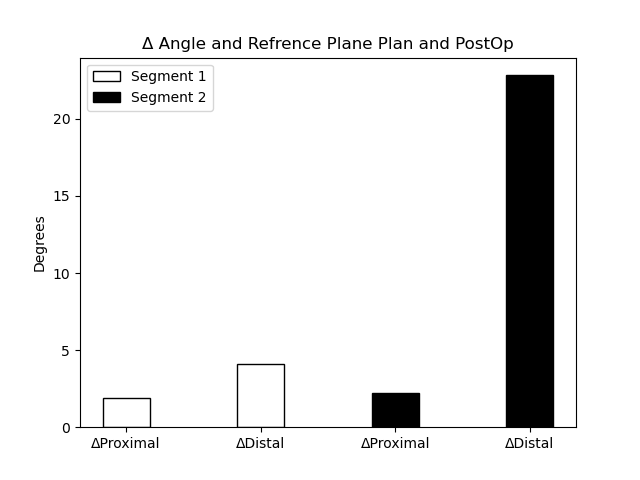 Δ Angle and Refrence Plane Plan and PostOp
Segment 1
Segment 2
Degrees
20
15
10
5
0
ΔProximal
ΔDistal
ΔProximal
ΔDistal